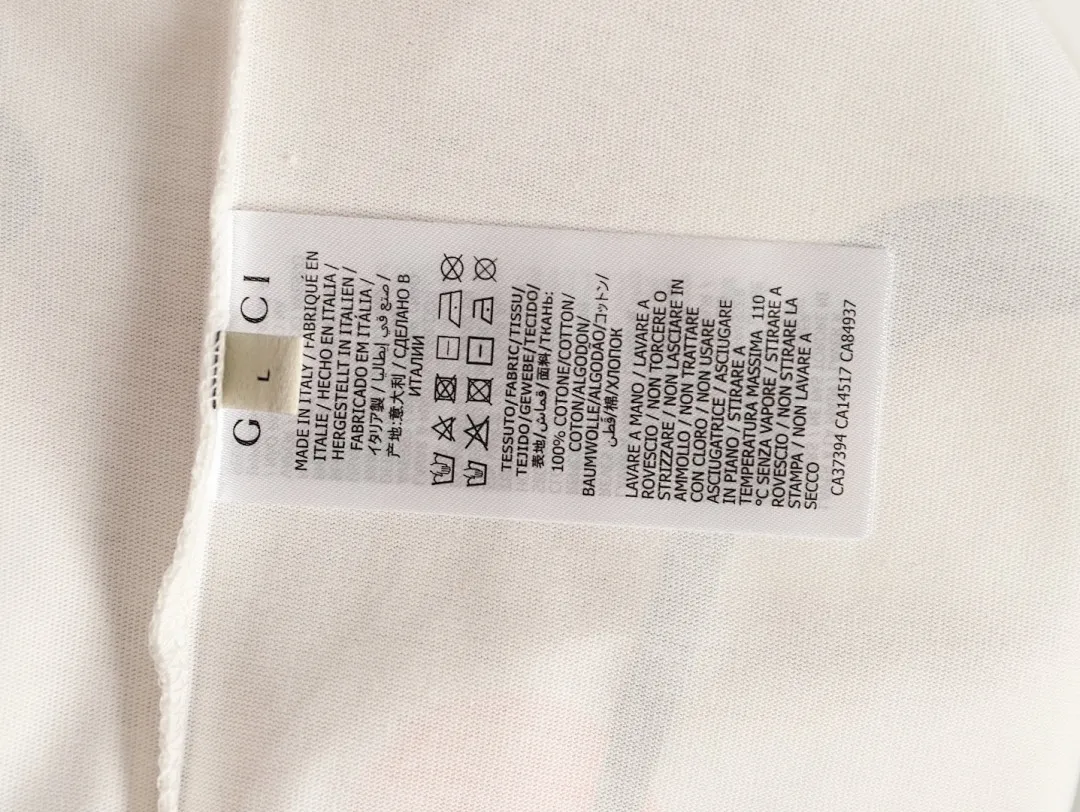 G CI
L
MADE IN ITALY / FABRIQUÉ EN
ITALIE / HECHO EN ITALIA /
HERGESTELLT IN ITALIEN /
FABRICADO EM ITÁLIA /
イタリア製 / صنع في إيطاليا /
产地:意大利 / СДЕЛАНО В
ИТАЛИИ
TESSUTO/FABRIC/TISSU/
TEJIDO/GEWEBE/TECIDO/
表地/قماش/面料/ТКАНЬ:
100% COTONE/COTTON/
COTON/ALGODON/
BAUMWOLLE/ALGODÃO/コットン/
قطن/棉/ХЛОПОК
LAVARE A MANO / LAVARE A
ROVESCIO / NON TORCERE O
STRIZZARE / NON LASCIARE IN
AMMOLLO / NON TRATTARE
CON CLORO / NON USARE
ASCIUGATRICE / ASCIUGARE
IN PIANO / STIRARE A
TEMPERATURA MASSIMA 110
°C SENZA VAPORE / STIRARE A
ROVESCIO / NON STIRARE LA
STAMPA / NON LAVARE A
SECCO
CA37394 CA14517 CA84937